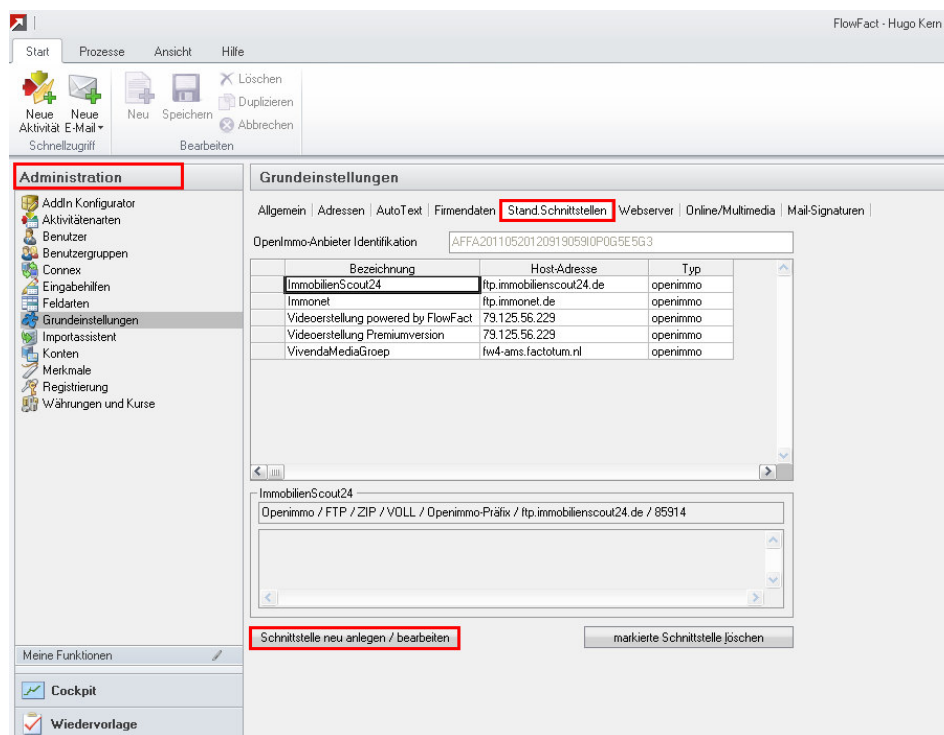 FlowFact - Hugo Kern
Start Prozesse Ansicht Hilfe
Neue Aktivität
Neue E-Mail
Neu
Speichern
Löschen
Duplizieren
Abbrechen
Schnellzugriff
Bearbeiten
Administration
AddIn Konfigurator
Aktivitätenarten
Benutzer
Benutzergruppen
Connex
Eingabehilfen
Feldarten
Grundeinstellungen
Importassistent
Konten
Merkmale
Registrierung
Währungen und Kurse
Meine Funktionen
Cockpit
Wiedervorlage
Grundeinstellungen
Allgemein | Adressen | AutoText | Firmendaten | Stand.Schnittstellen | Webserver | Online/Multimedia | Mail-Signaturen |
OpenImmo-Anbieter Identifikation AFFA20110520120919059I0P0G5E5G3
Bezeichnung Host-Adresse Typ
ImmobilienScout24 ftp.immobilienscout24.de openimmo
Immonet ftp.immonet.de openimmo
Videoerstellung powered by FlowFact 79.125.56.229 openimmo
Videoerstellung Premiumversion 79.125.56.229 openimmo
VivendaMediaGroep fw4-ams.factotum.nl openimmo
ImmobilienScout24
Openimmo / FTP / ZIP / VOLL / Openimmo-Präfix / ftp.immobilienscout24.de / 85914
Schnittstelle neu anlegen / bearbeiten
markierte Schnittstelle löschen